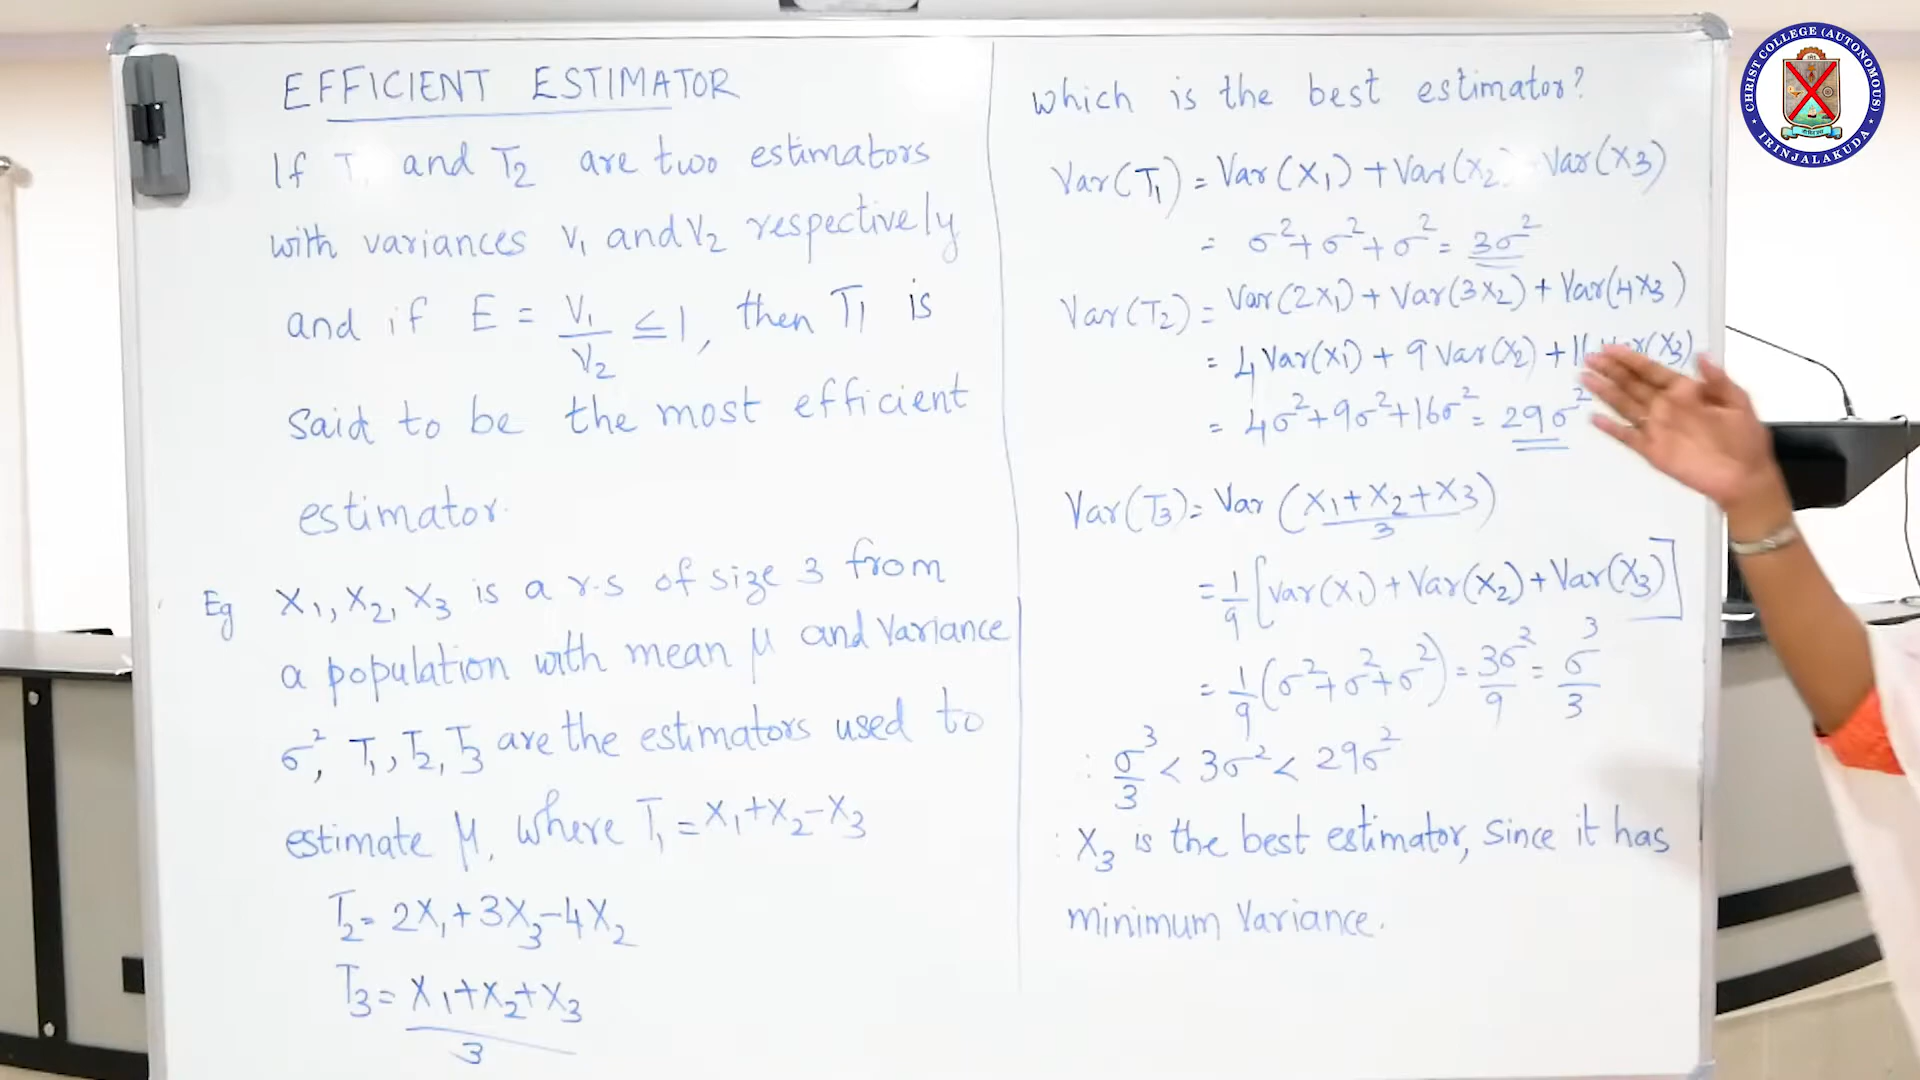 EFFICIENT ESTIMATOR
If T and T2 are two estimators
with variances V1 and V2 respectively
and if E = V1/V2 ≤ 1, then T1 is
said to be the most efficient
estimator.
Eg X1, X2, X3 is a r.s of size 3 from
a population with mean μ and variance
σ², T1, T2, T3 are the estimators used to
estimate μ, where T1 = X1+X2-X3
T2 = 2X1+3X3-4X2
T3 = X1+X2+X3/3
which is the best estimator?
Var(T1) = Var(X1) + Var(X2) Var(X3)
= σ²+σ²+σ² = 3σ²
Var(T2) = Var(2X1) + Var(3X2) + Var(4X3)
= 4Var(X1) + 9Var(X2) + Var(X3)
= 4σ²+9σ²+16σ² = 29σ²
Var(T3) = Var (X1+X2+X3/3)
= 1/9 [Var(X1) + Var(X2) + Var(X3)]
= 1/9 (σ²+σ²+σ²) = 3σ²/9 = σ³/3
∴ σ³/3 < 3σ² < 29σ²
∴ X3 is the best estimator, since it has
minimum variance.
CHRIST COLLEGE (AUTONOMOUS)
IRINJALAKUDA